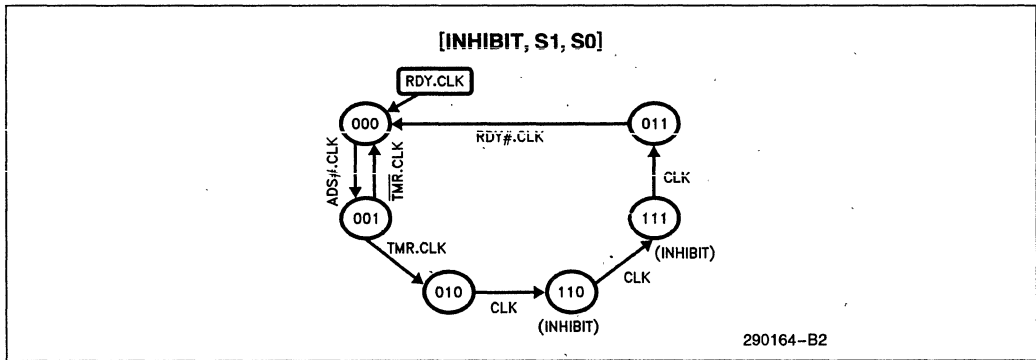 [INHIBIT, S1, S0]
RDY.CLK
000
011
RDY#.CLK
ADS#.CLK
TMR.CLK
CLK
001
111
TMR.CLK
(INHIBIT)
CLK
010
110
CLK
(INHIBIT)
290164-B2